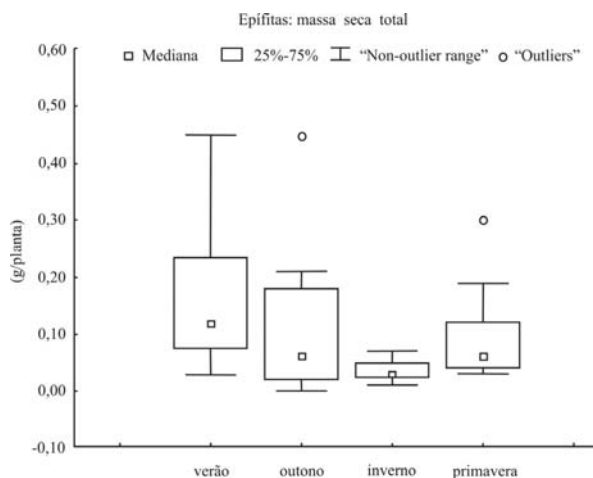 Epífitas: massa seca total
0,60
Mediana 25%-75% “Non-outlier range” “Outliers”
0,50
0,40
0,30
0,20
0,10
0,00
-0,10
(g/planta)
verão outono inverno primavera